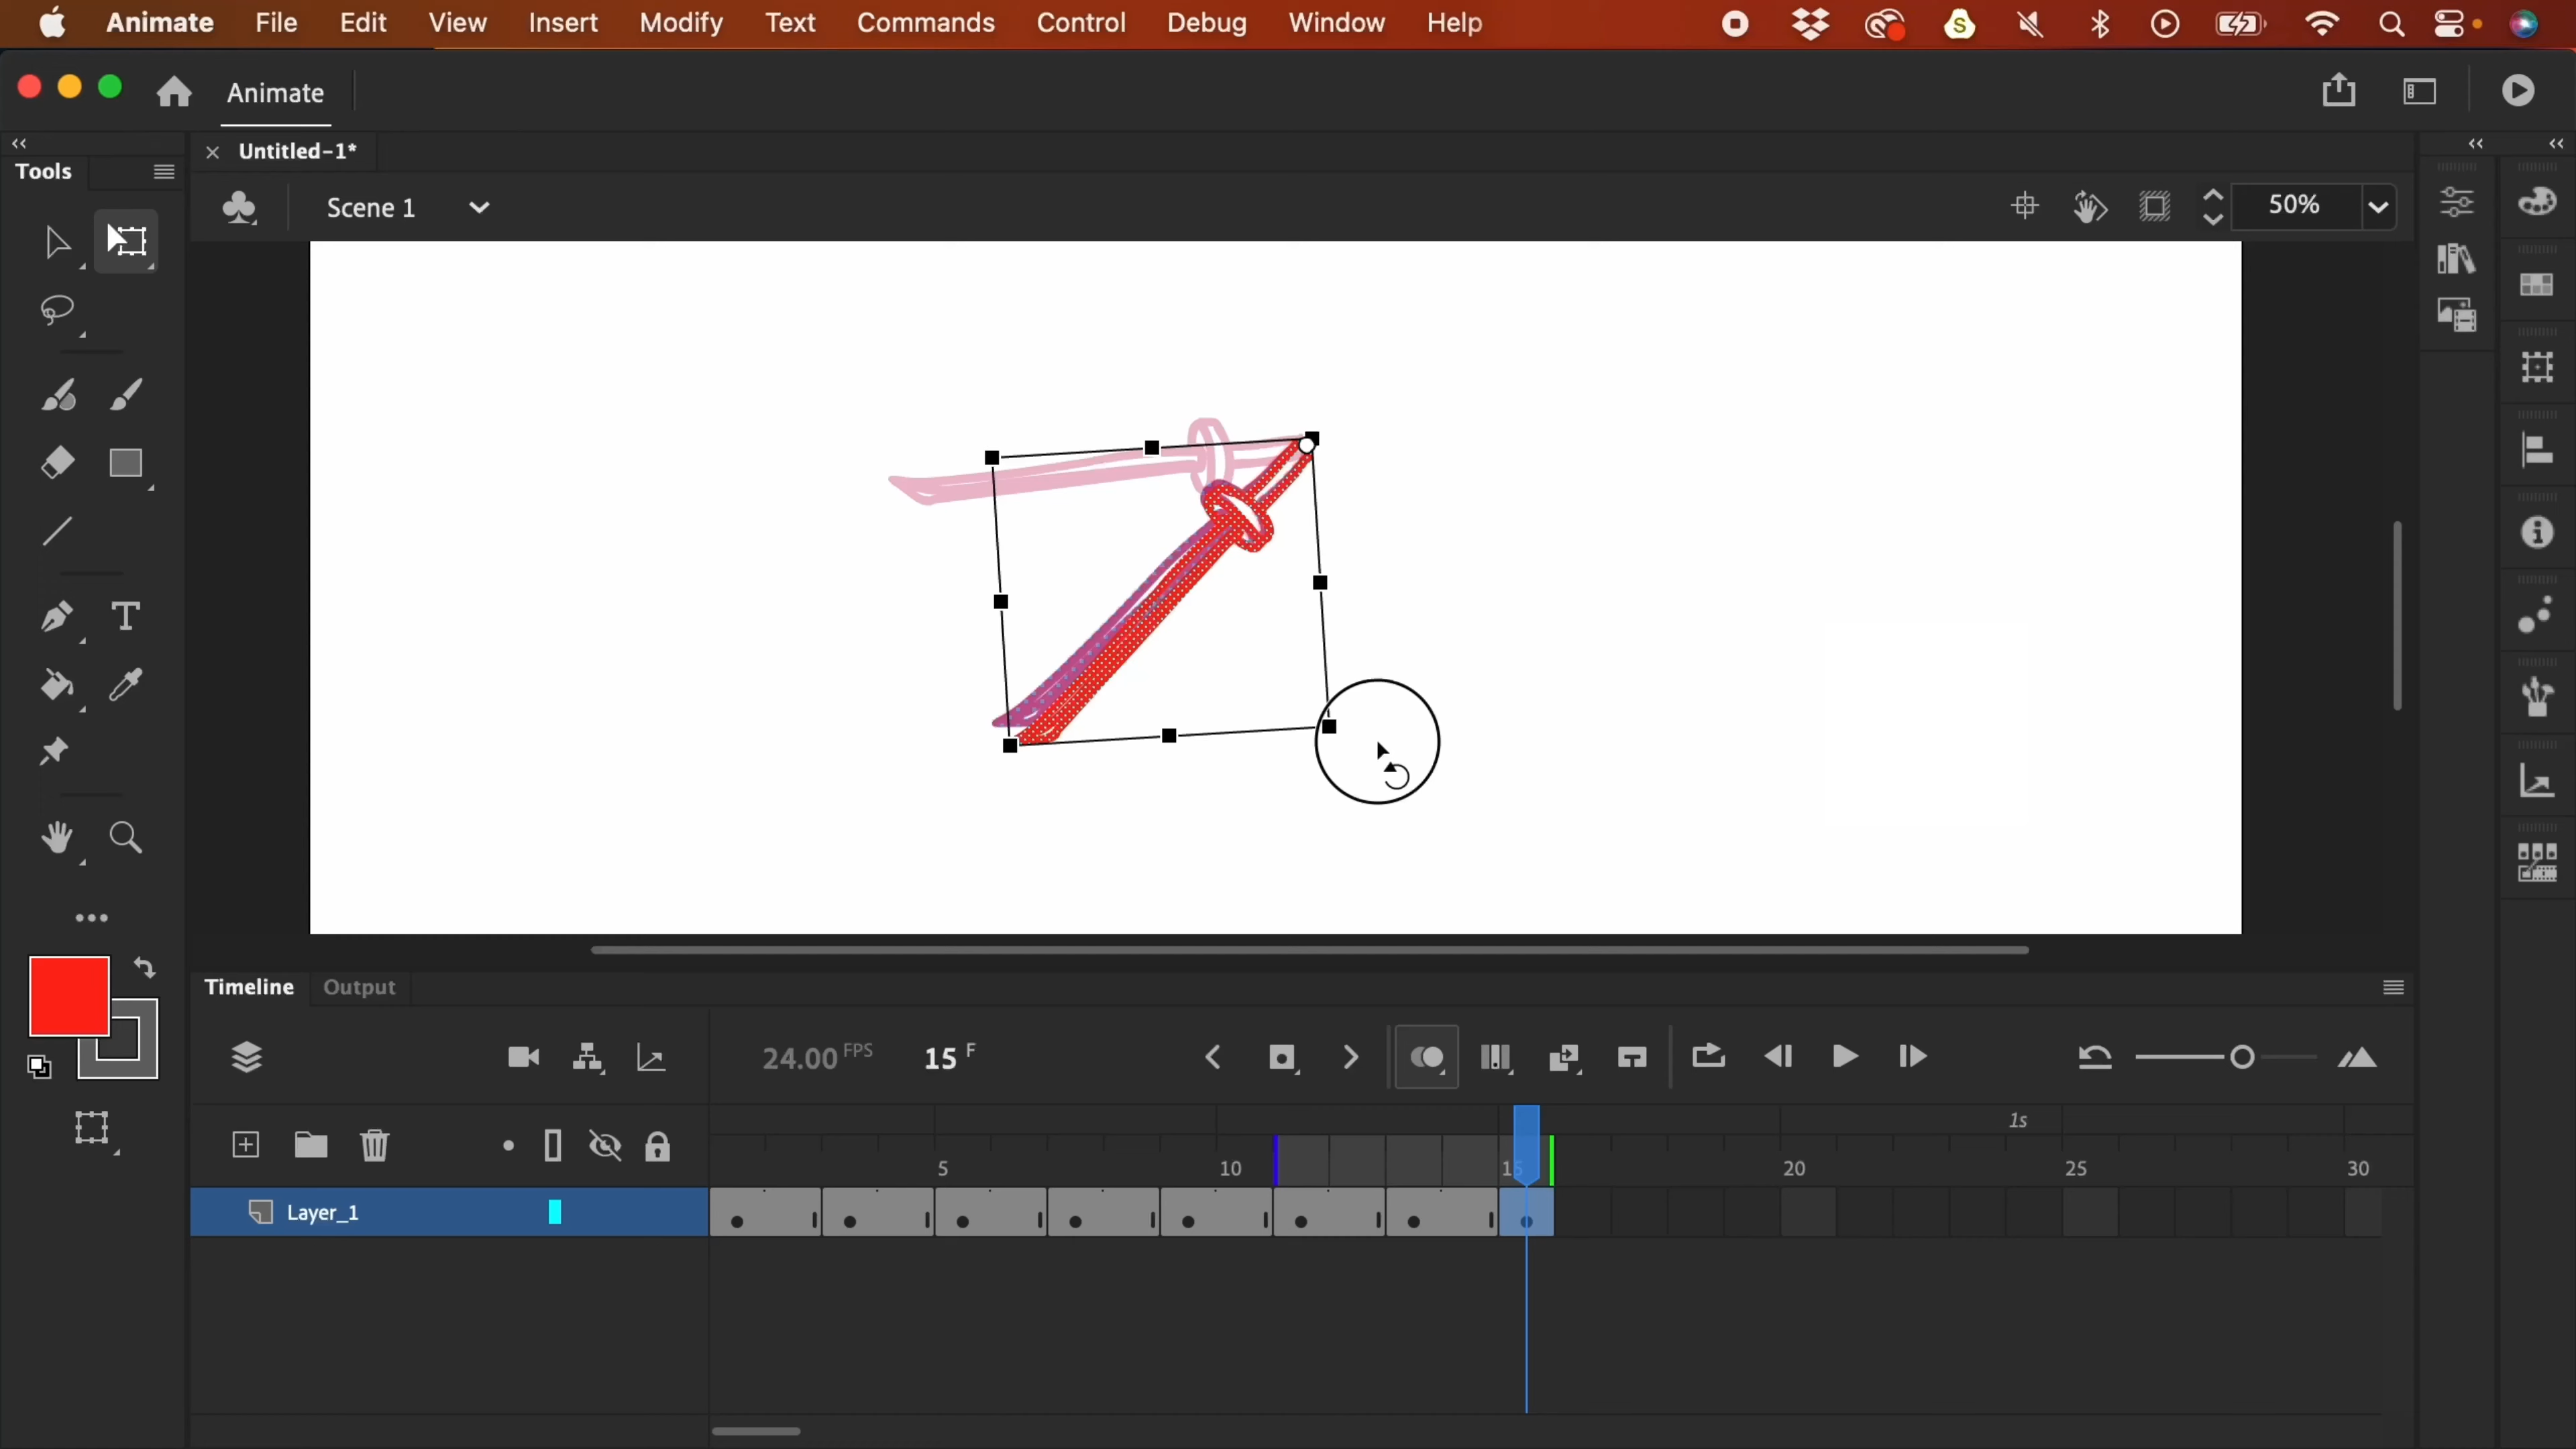 Animate File Edit View Insert Modify Text Commands Control Debug Window Help
Animate
Tools
Untitled-1*
Scene 1
50%
Timeline Output
24.00 FPS 15 F
1s
5 10 15 20 25 30
Layer_1